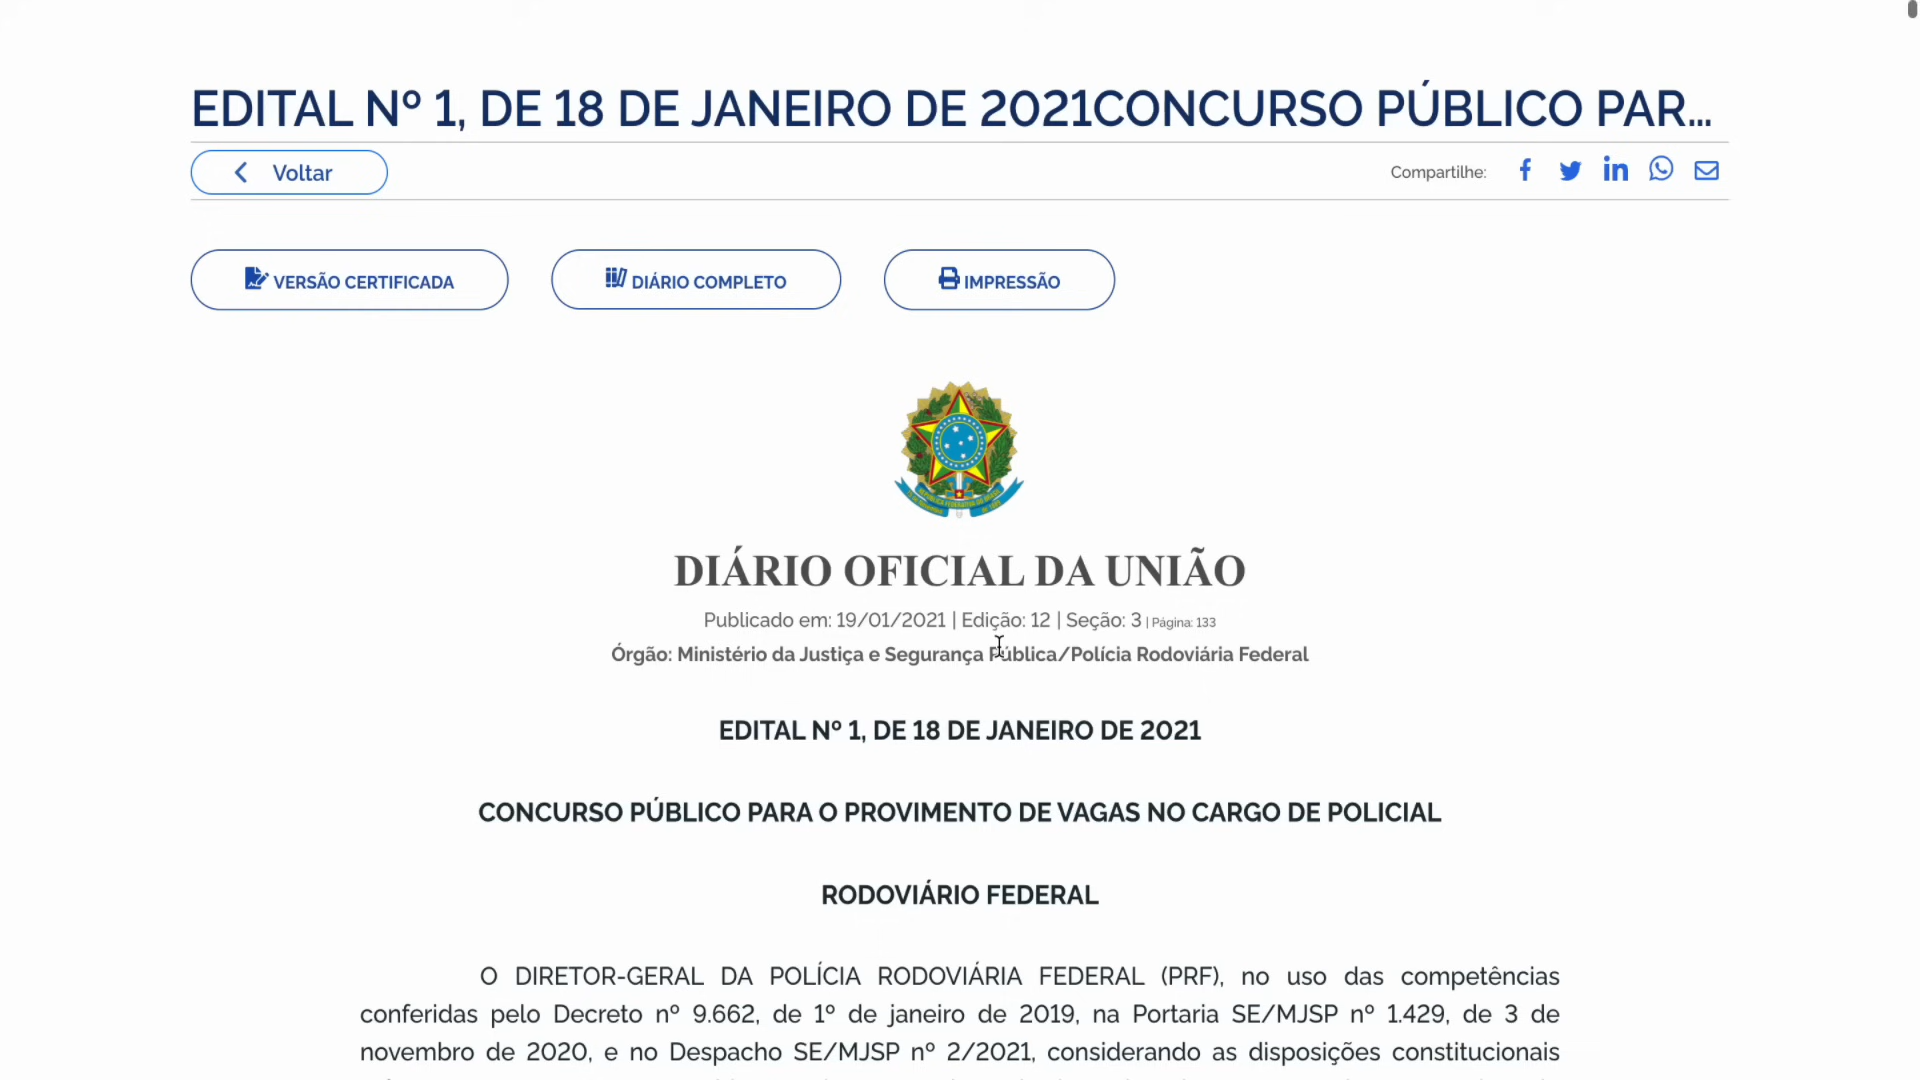 EDITAL Nº 1, DE 18 DE JANEIRO DE 2021CONCURSO PÚBLICO PAR...
Voltar
Compartilhe:
VERSÃO CERTIFICADA
DIÁRIO COMPLETO
IMPRESSÃO
DIÁRIO OFICIAL DA UNIÃO
Publicado em: 19/01/2021 | Edição: 12 | Seção: 3 | Página: 133
Órgão: Ministério da Justiça e Segurança Pública/Polícia Rodoviária Federal
EDITAL Nº 1, DE 18 DE JANEIRO DE 2021
CONCURSO PÚBLICO PARA O PROVIMENTO DE VAGAS NO CARGO DE POLICIAL
RODOVIÁRIO FEDERAL
O DIRETOR-GERAL DA POLÍCIA RODOVIÁRIA FEDERAL (PRF), no uso das competências
conferidas pelo Decreto nº 9.662, de 1º de janeiro de 2019, na Portaria SE/MJSP nº 1.429, de 3 de
novembro de 2020, e no Despacho SE/MJSP nº 2/2021, considerando as disposições constitucionais